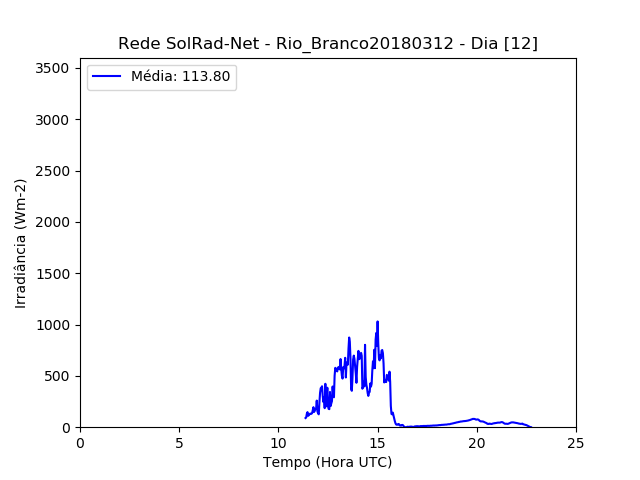 Rede SolRad-Net - Rio_Branco20180312 - Dia [12]
Média: 113.80
Irradiância (Wm-2)
3500
3000
2500
2000
1500
1000
500
0
0 5 10 15 20 25
Tempo (Hora UTC)